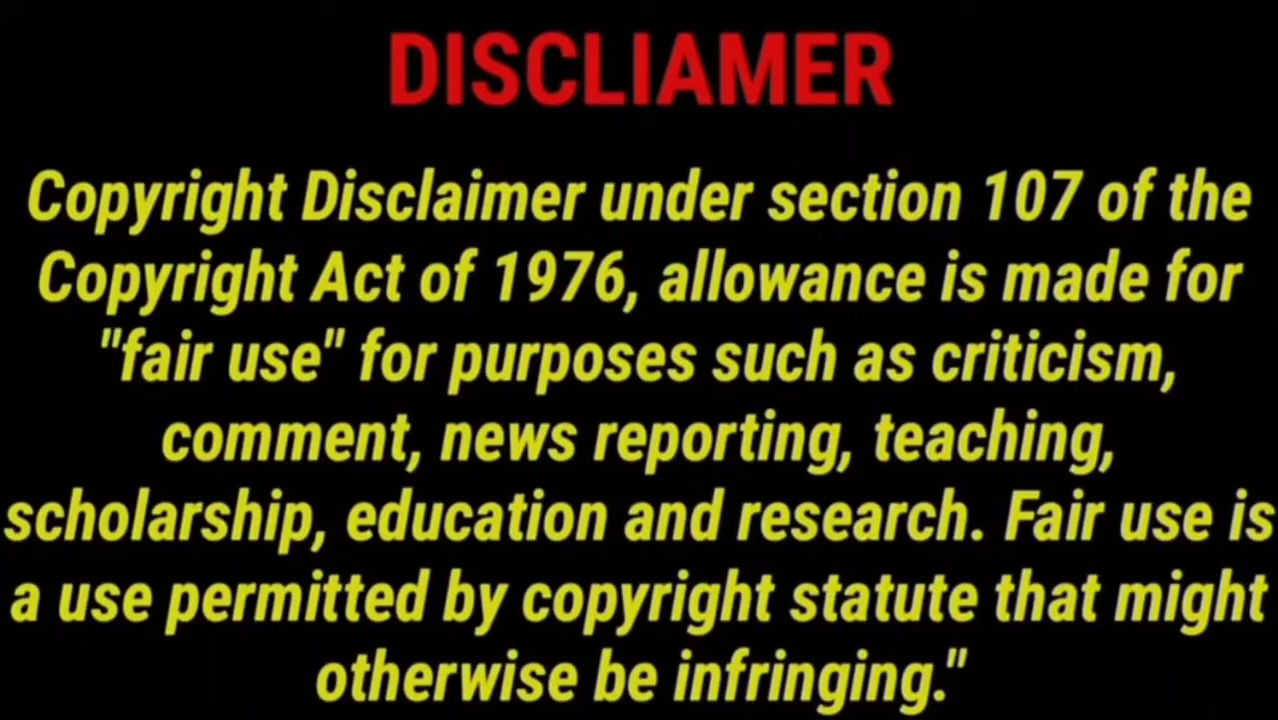 DISCLIAMER
Copyright Disclaimer under section 107 of the
Copyright Act of 1976, allowance is made for
"fair use" for purposes such as criticism,
comment, news reporting, teaching,
scholarship, education and research. Fair use is
a use permitted by copyright statute that might
otherwise be infringing."